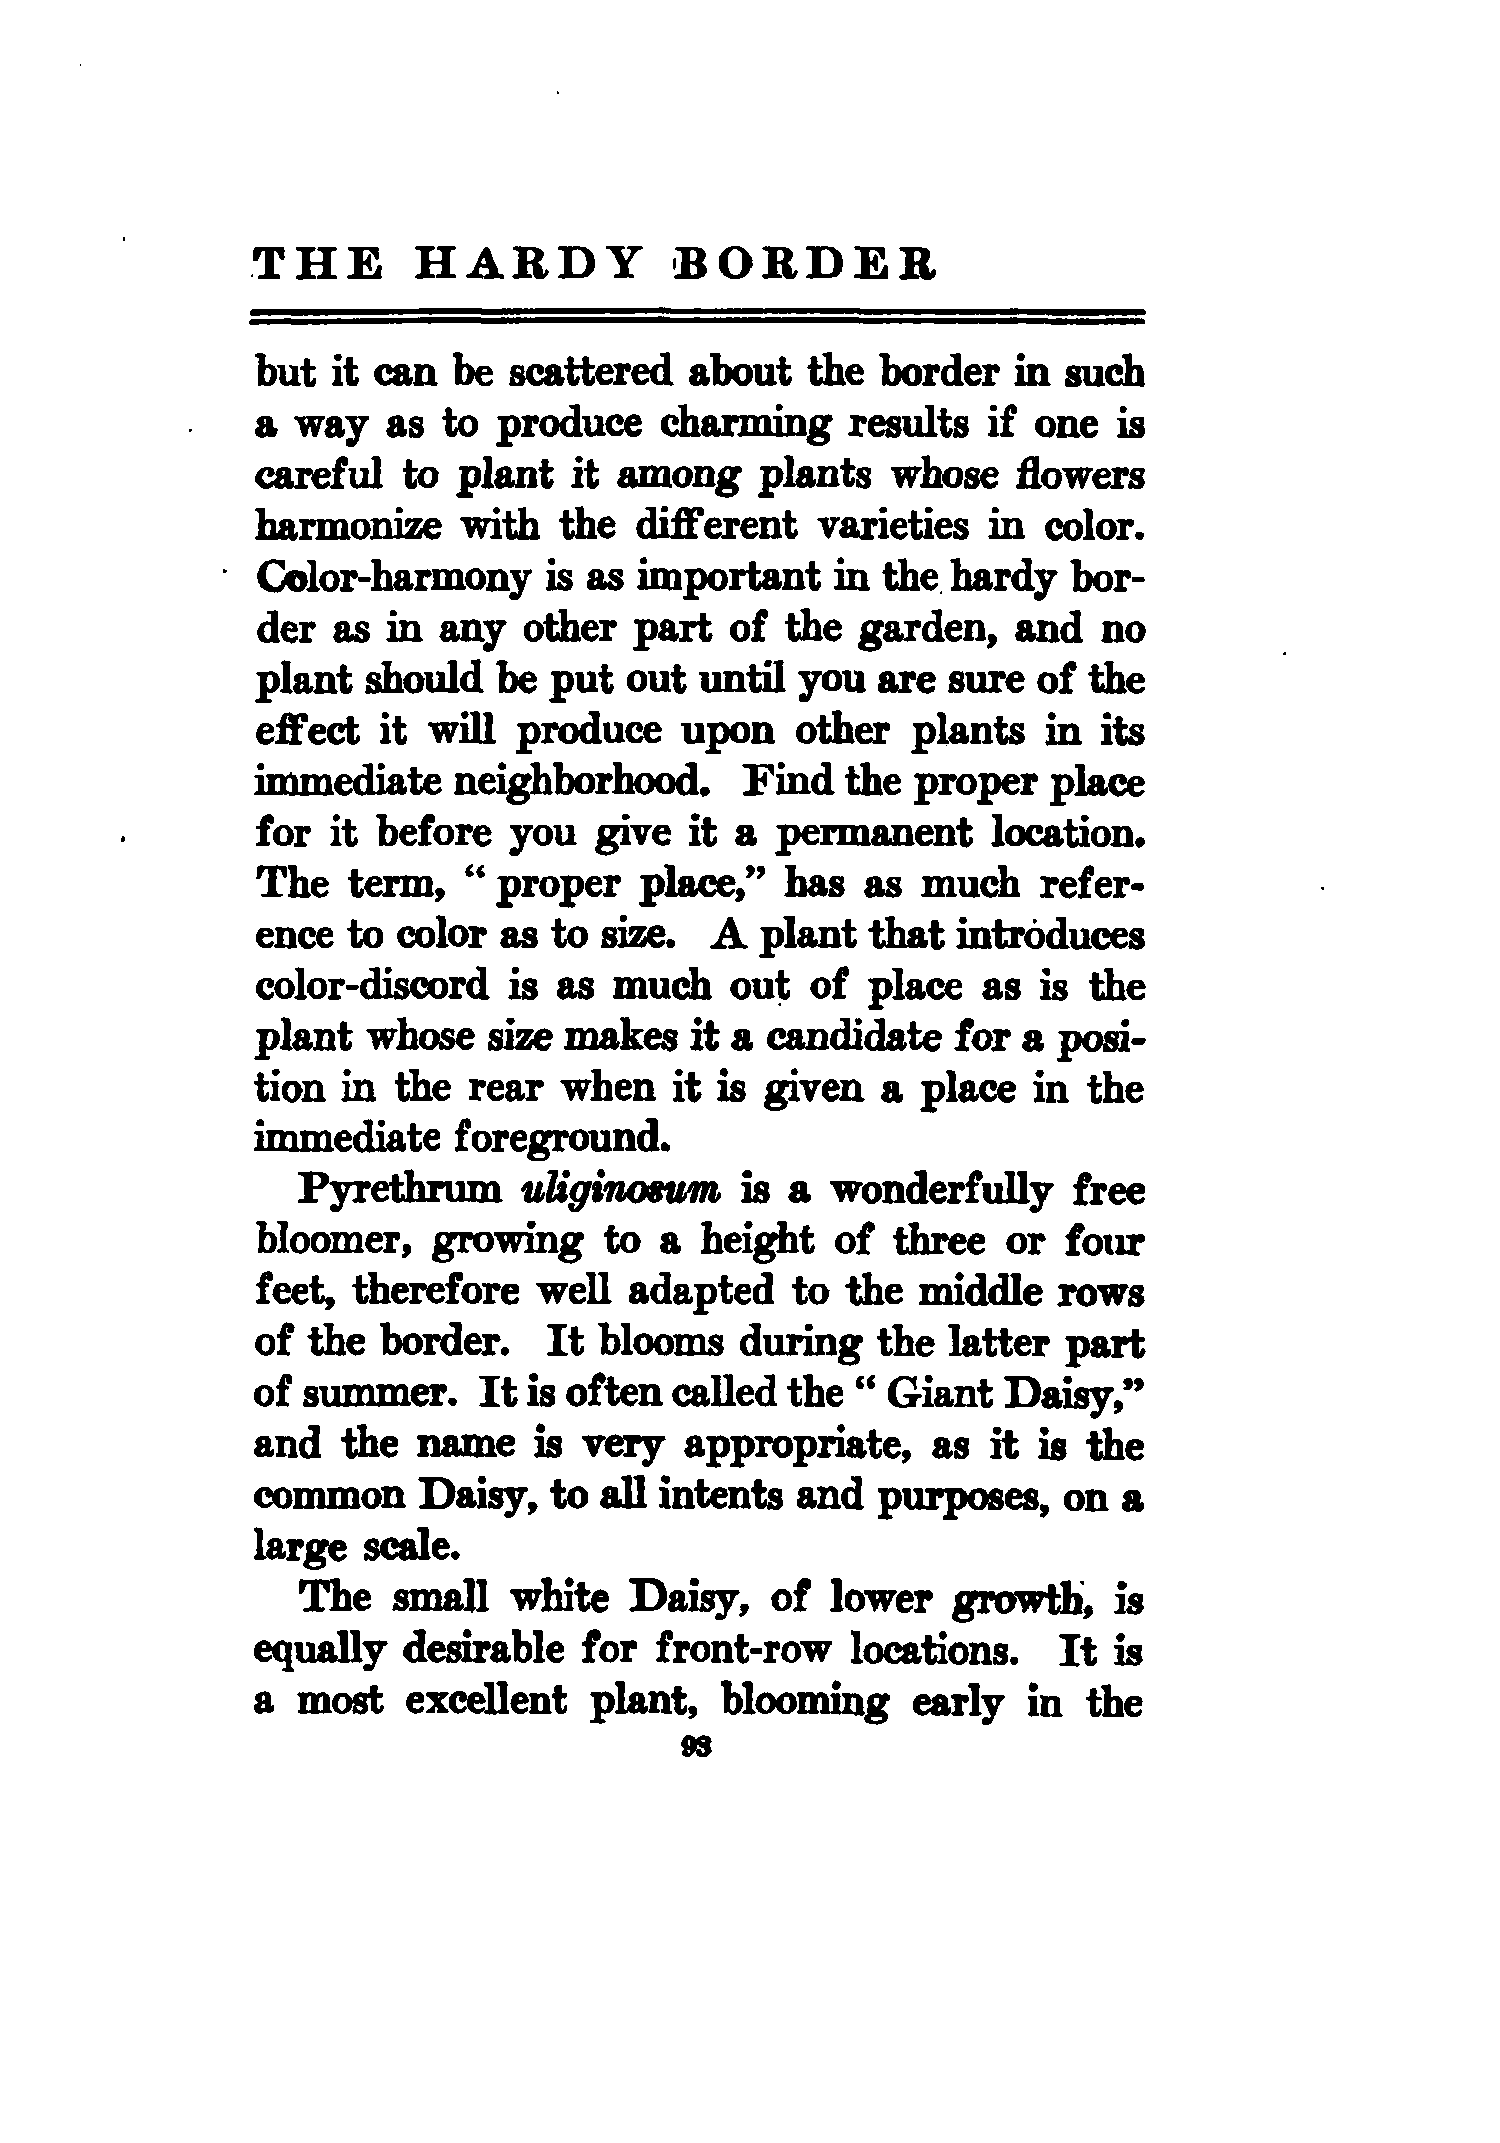 THE HARDY BORDER
but it can be scattered about the border in such
a way as to produce charming results if one is
careful to plant it among plants whose flowers
harmonize with the different varieties in color.
Color-harmony is as important in the hardy bor-
der as in any other part of the garden, and no
plant should be put out until you are sure of the
effect it will produce upon other plants in its
immediate neighborhood. Find the proper place
for it before you give it a permanent location.
The term, “ proper place,” has as much refer-
ence to color as to size. A plant that introduces
color-discord is as much out of place as is the
plant whose size makes it a candidate for a posi-
tion in the rear when it is given a place in the
immediate foreground.
Pyrethrum uliginosum is a wonderfully free
bloomer, growing to a height of three or four
feet, therefore well adapted to the middle rows
of the border. It blooms during the latter part
of summer. It is often called the “ Giant Daisy,”
and the name is very appropriate, as it is the
common Daisy, to all intents and purposes, on a
large scale.
The small white Daisy, of lower growth, is
equally desirable for front-row locations. It is
a most excellent plant, blooming early in the
93